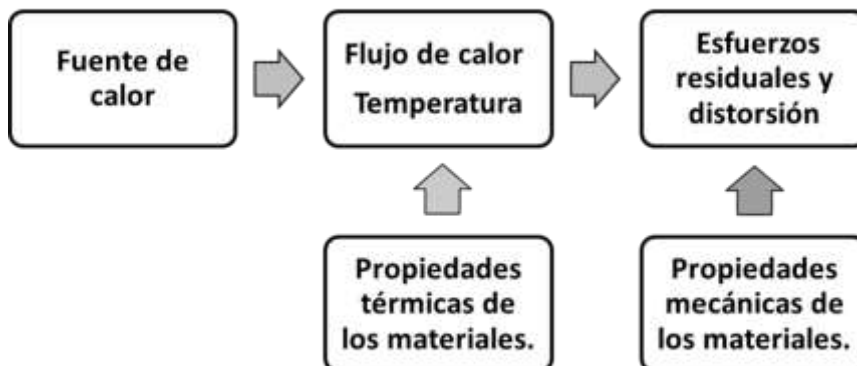 Fuente de
calor
Flujo de calor
Temperatura
Esfuerzos
residuales y
distorsión
Propiedades
térmicas de
los materiales.
Propiedades
mecánicas de
los materiales.